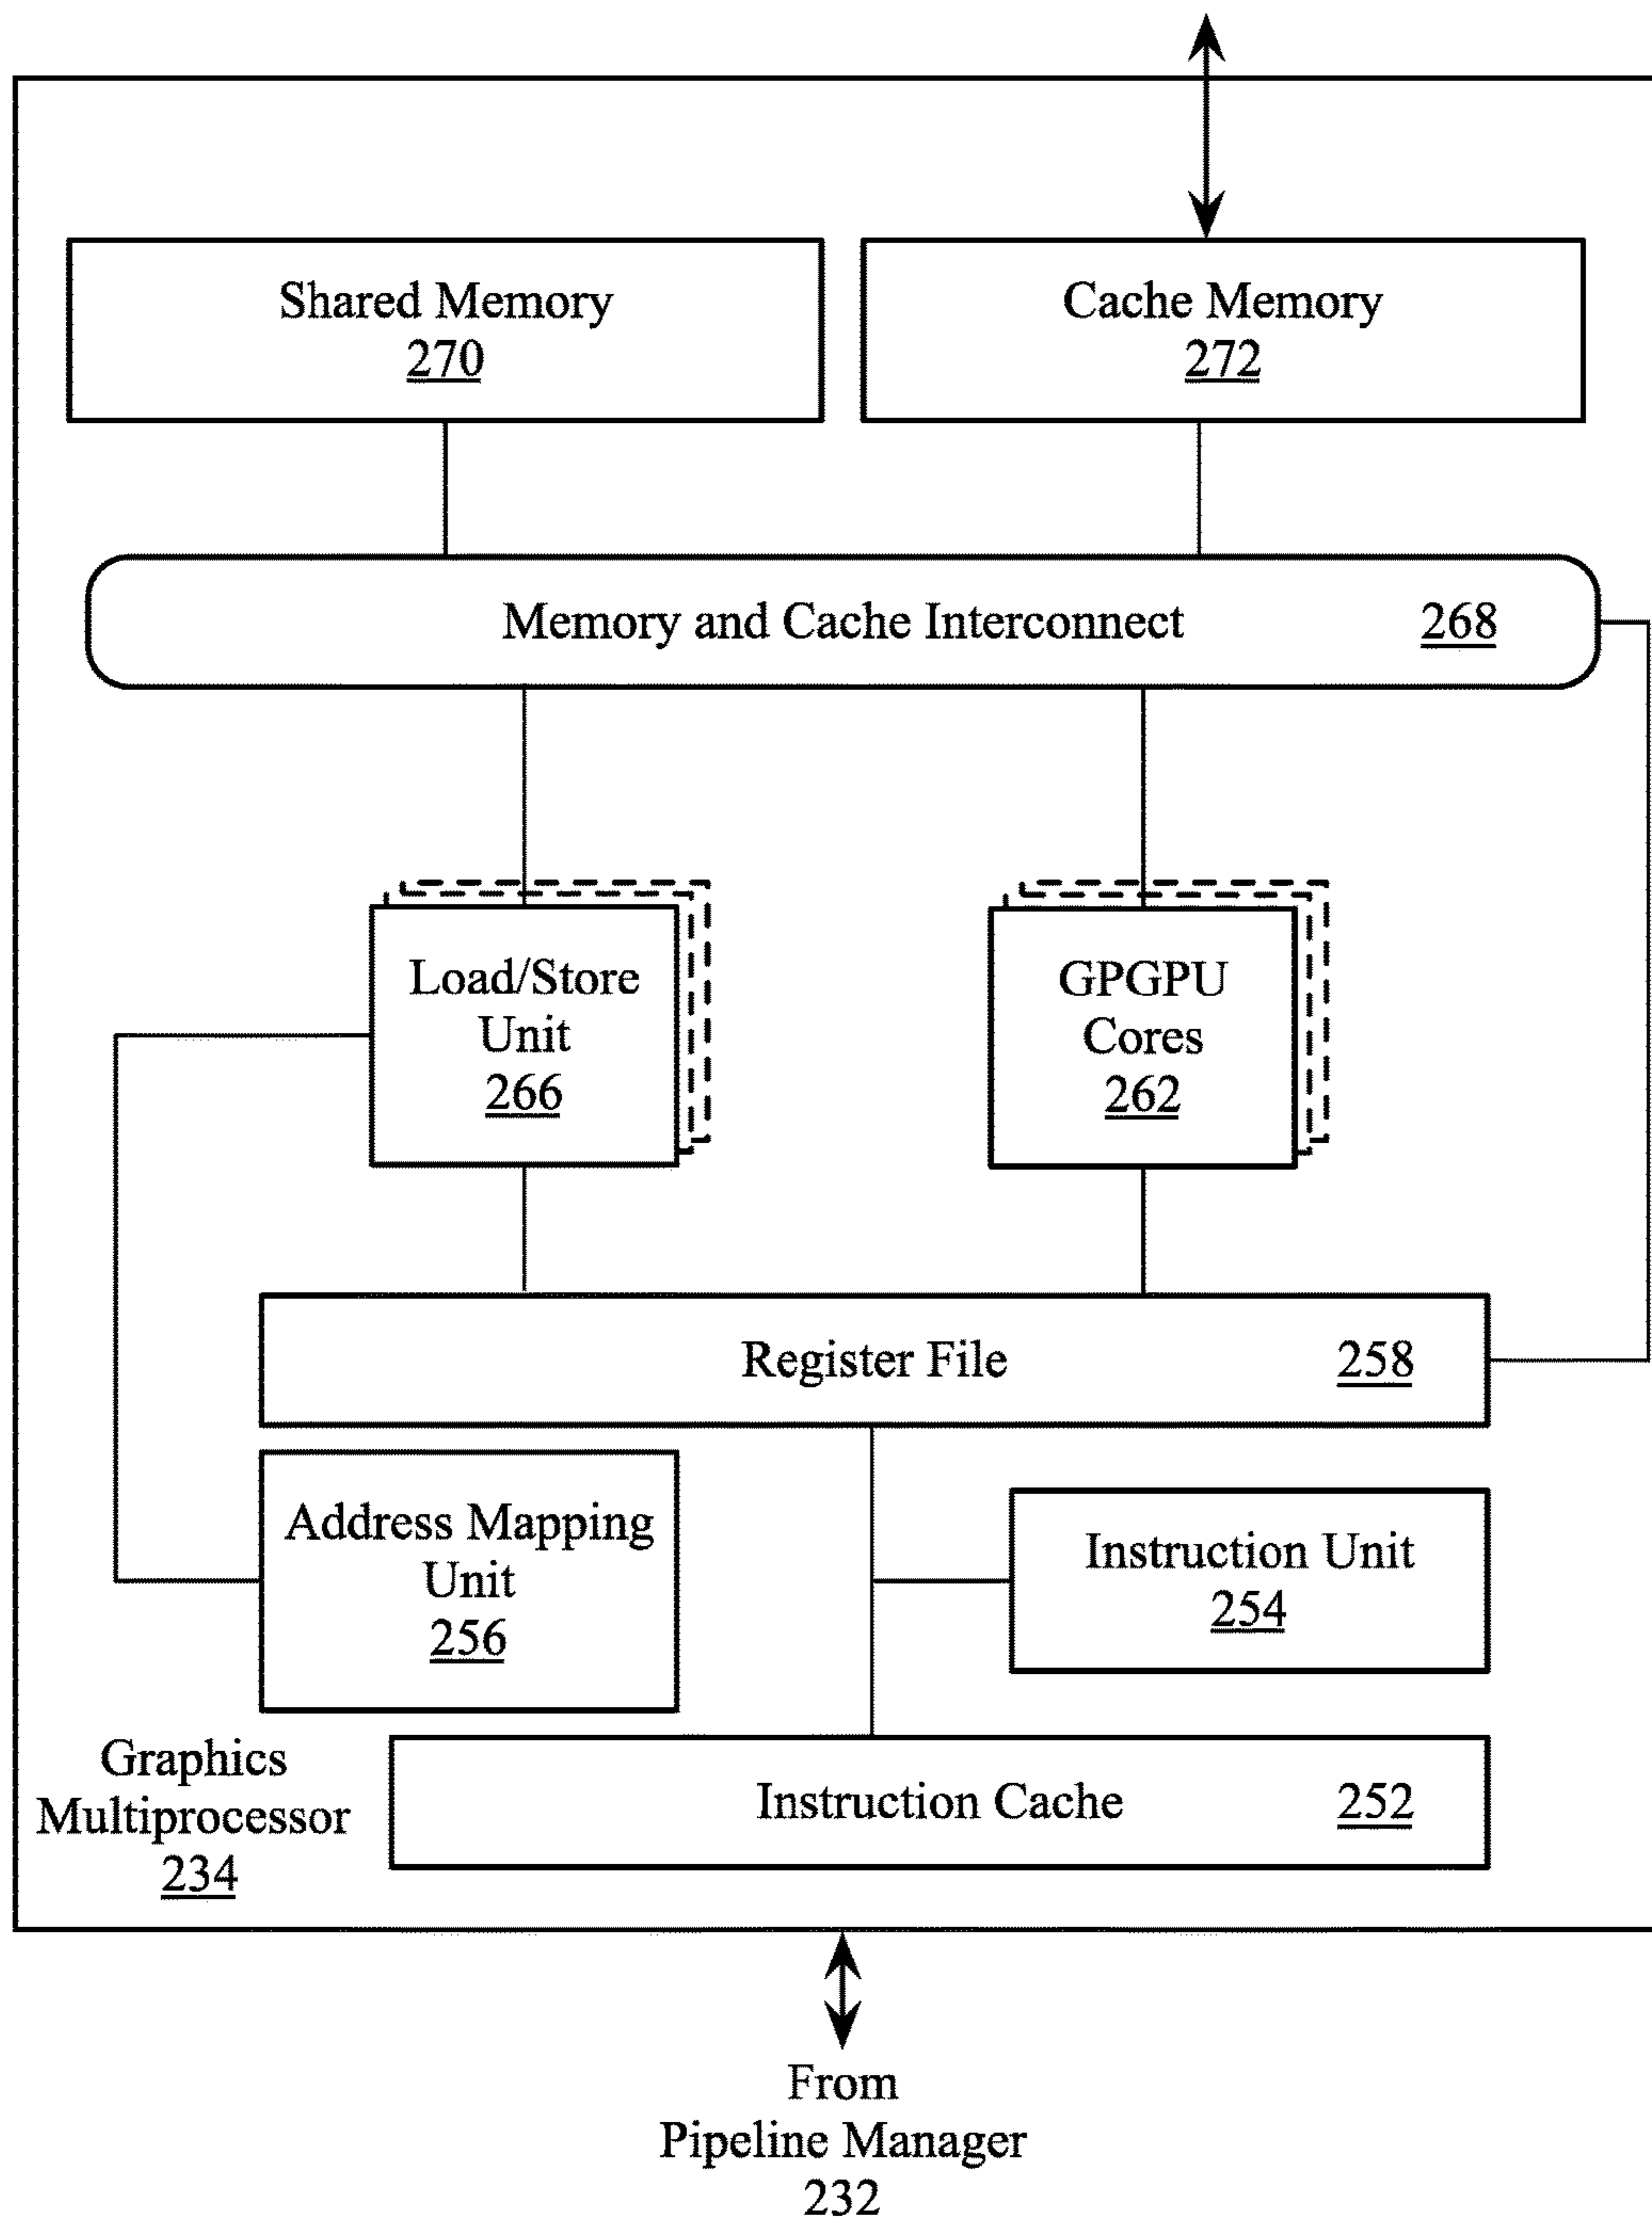 Shared Memory
270
Cache Memory
272
Memory and Cache Interconnect 268
Load/Store
Unit
266
GPGPU
Cores
262
Register File 258
Address Mapping
Unit
256
Instruction Unit
254
Graphics
Multiprocessor
234
Instruction Cache 252
From
Pipeline Manager
232